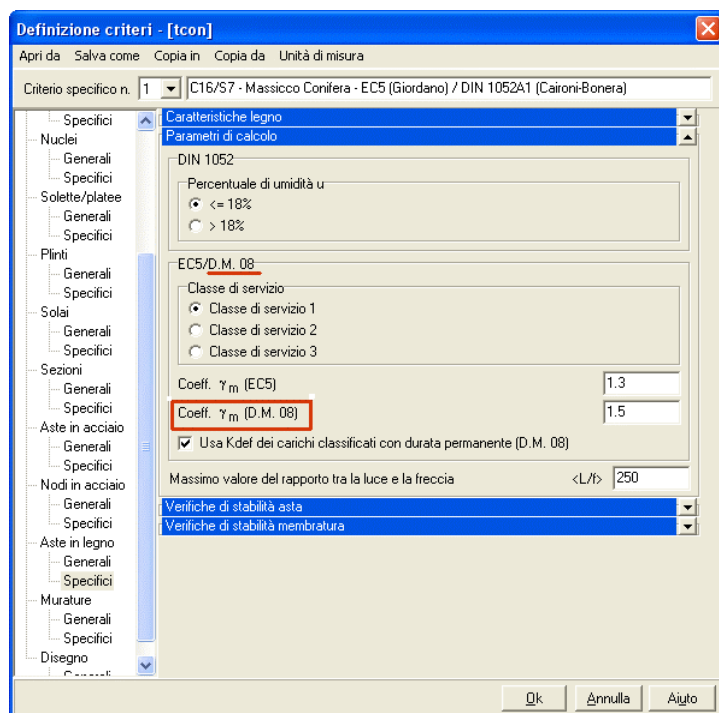 Definizione criteri - [tcon]
Apri da Salva come Copia in Copia da Unità di misura
Criterio specifico n. 1 C16/S7 - Massicco Conifera - EC5 (Giordano) / DIN 1052A1 (Caironi-Bonera)
Specifici
Nuclei
Generali
Specifici
Solette/platee
Generali
Specifici
Plinti
Generali
Specifici
Solai
Generali
Specifici
Sezioni
Generali
Specifici
Aste in acciaio
Generali
Specifici
Nodi in acciaio
Generali
Specifici
Aste in legno
Generali
Specifici
Murature
Generali
Specifici
Disegno
Generali
Caratteristiche legno
Parametri di calcolo
DIN 1052
Percentuale di umidità u
<= 18%
> 18%
EC5/D.M. 08
Classe di servizio
Classe di servizio 1
Classe di servizio 2
Classe di servizio 3
Coeff. γm (EC5) 1.3
Coeff. γm (D.M. 08) 1.5
Usa Kdef dei carichi classificati con durata permanente (D.M. 08)
Massimo valore del rapporto tra la luce e la freccia <L/f> 250
Verifiche di stabilità asta
Verifiche di stabilità membratura
Ok Annulla Aiuto